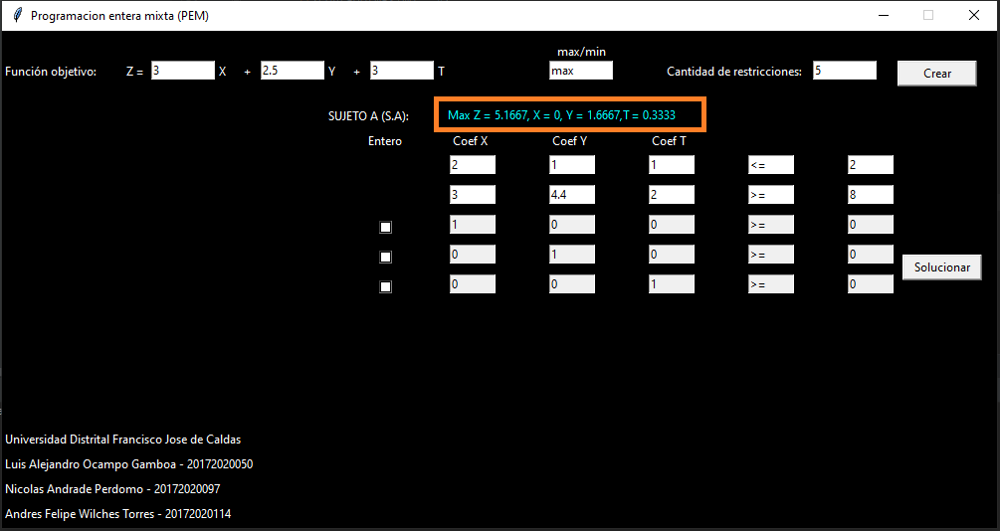 Programacion entera mixta (PEM)
max/min
Función objetivo: Z = 3 X + 2.5 Y + 3 T max Cantidad de restricciones: 5 Crear
SUJETO A (S.A): Max Z = 5.1667, X = 0, Y = 1.6667,T = 0.3333
Entero Coef X Coef Y Coef T
2 1 1 <= 2
3 4.4 2 >= 8
1 0 0 >= 0
0 1 0 >= 0
Solucionar
0 0 1 >= 0
Universidad Distrital Francisco Jose de Caldas
Luis Alejandro Ocampo Gamboa - 20172020050
Nicolas Andrade Perdomo - 20172020097
Andres Felipe Wilches Torres - 20172020114